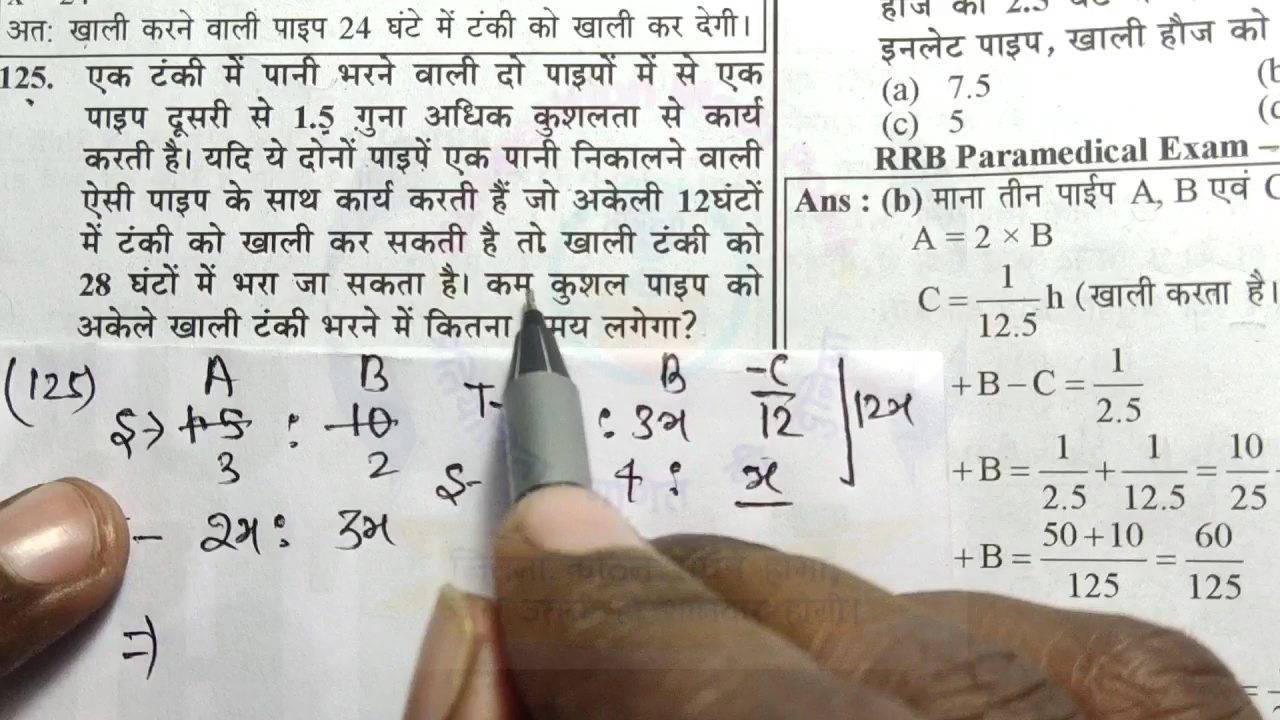 अतः खाली करने वाली पाइप 24 घंटे में टंकी को खाली कर देगी।
125. एक टंकी में पानी भरने वाली दो पाइपों में से एक
पाइप दूसरी से 1.5 गुना अधिक कुशलता से कार्य
करती है। यदि ये दोनों पाइपें एक पानी निकालने वाली
ऐसी पाइप के साथ कार्य करती हैं जो अकेली 12घंटों
में टंकी को खाली कर सकती है तो खाली टंकी को
28 घंटों में भरा जा सकता है। कम कुशल पाइप को
अकेले खाली टंकी भरने में कितना मय लगेगा?
(125) A B T- B -C
S-> 15 : 10 : 3x 12 12x
3 2 S- 4 : x
- 2x : 3x
=)
हौज को 2.5
इनलेट पाइप, खाली हौज को
(a) 7.5 (b
(c) 5 (d
RRB Paramedical Exam –
Ans : (b) माना तीन पाईप A, B एवं C
A = 2 × B
C = 1/12.5 h (खाली करता है।
+B – C = 1/2.5
+B = 1/2.5 + 1/12.5 = 10/25
+B = 50+10/125 = 60/125